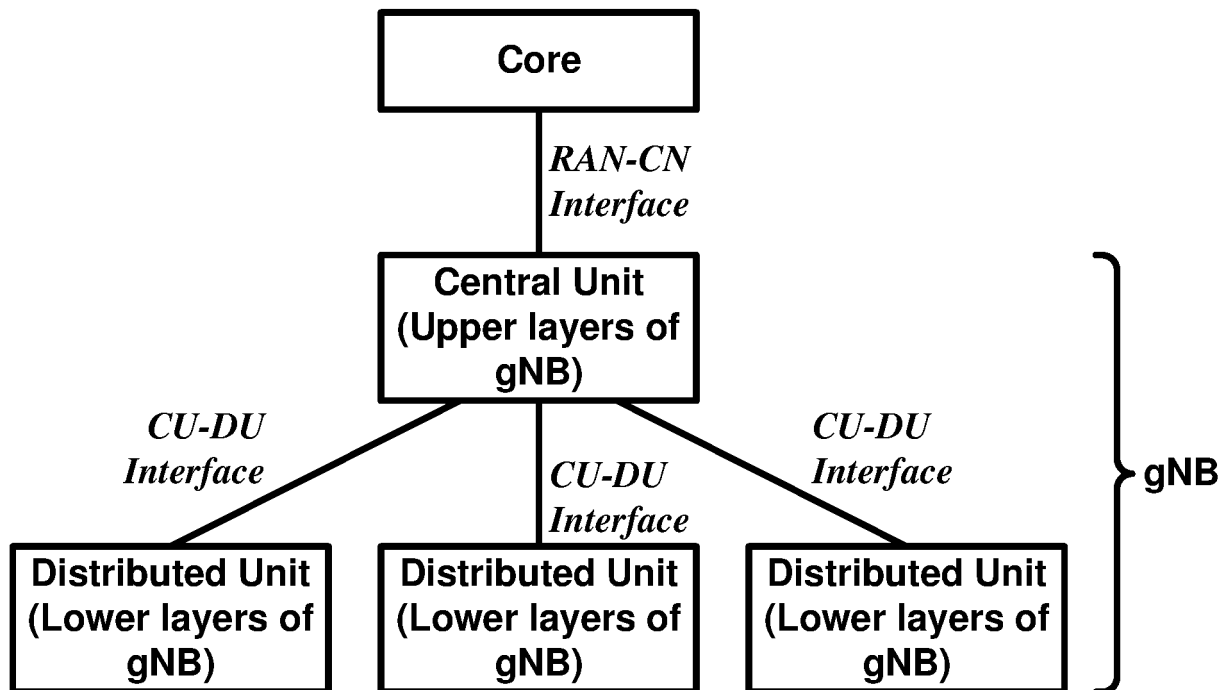 Core
RAN-CN
Interface
Central Unit
(Upper layers of
gNB)
CU-DU
Interface
CU-DU
Interface
CU-DU
Interface
gNB
Distributed Unit
(Lower layers of
gNB)
Distributed Unit
(Lower layers of
gNB)
Distributed Unit
(Lower layers of
gNB)